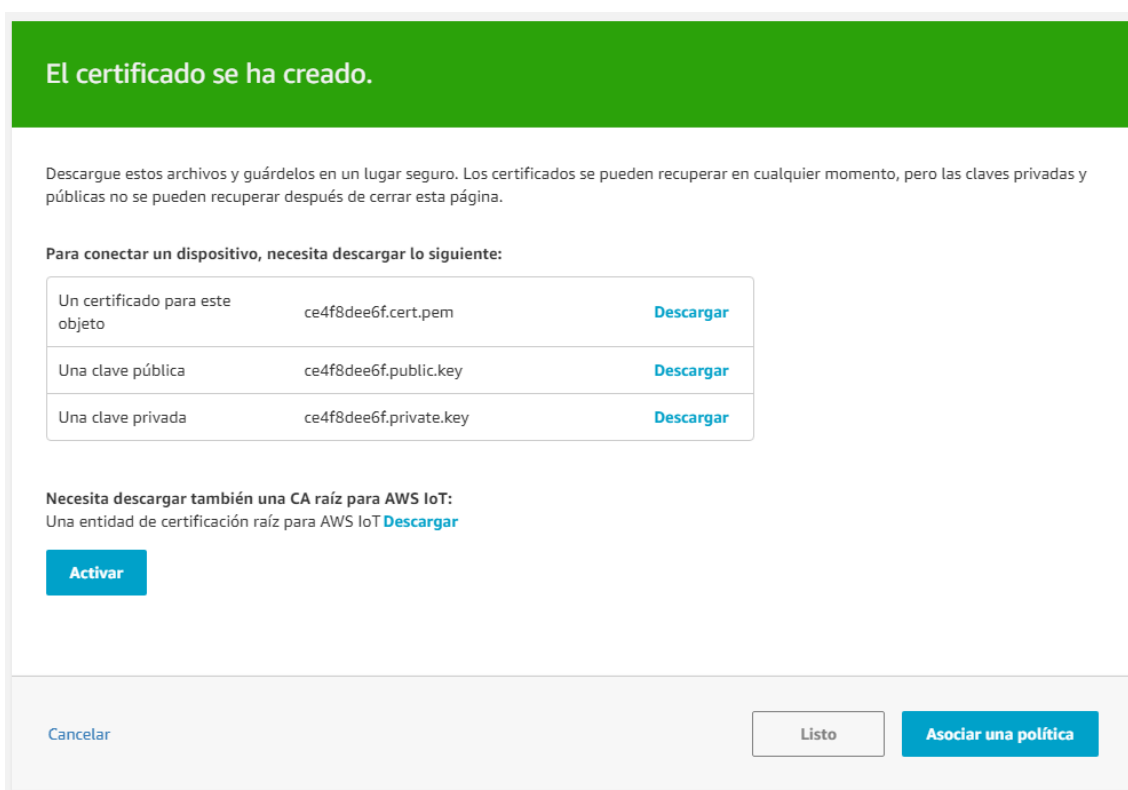 El certificado se ha creado.
Descargue estos archivos y guárdelos en un lugar seguro. Los certificados se pueden recuperar en cualquier momento, pero las claves privadas y
públicas no se pueden recuperar después de cerrar esta página.
Para conectar un dispositivo, necesita descargar lo siguiente:
Un certificado para este
objeto
ce4f8dee6f.cert.pem
Descargar
Una clave pública
ce4f8dee6f.public.key
Descargar
Una clave privada
ce4f8dee6f.private.key
Descargar
Necesita descargar también una CA raíz para AWS IoT:
Una entidad de certificación raíz para AWS IoT Descargar
Activar
Cancelar
Listo
Asociar una política